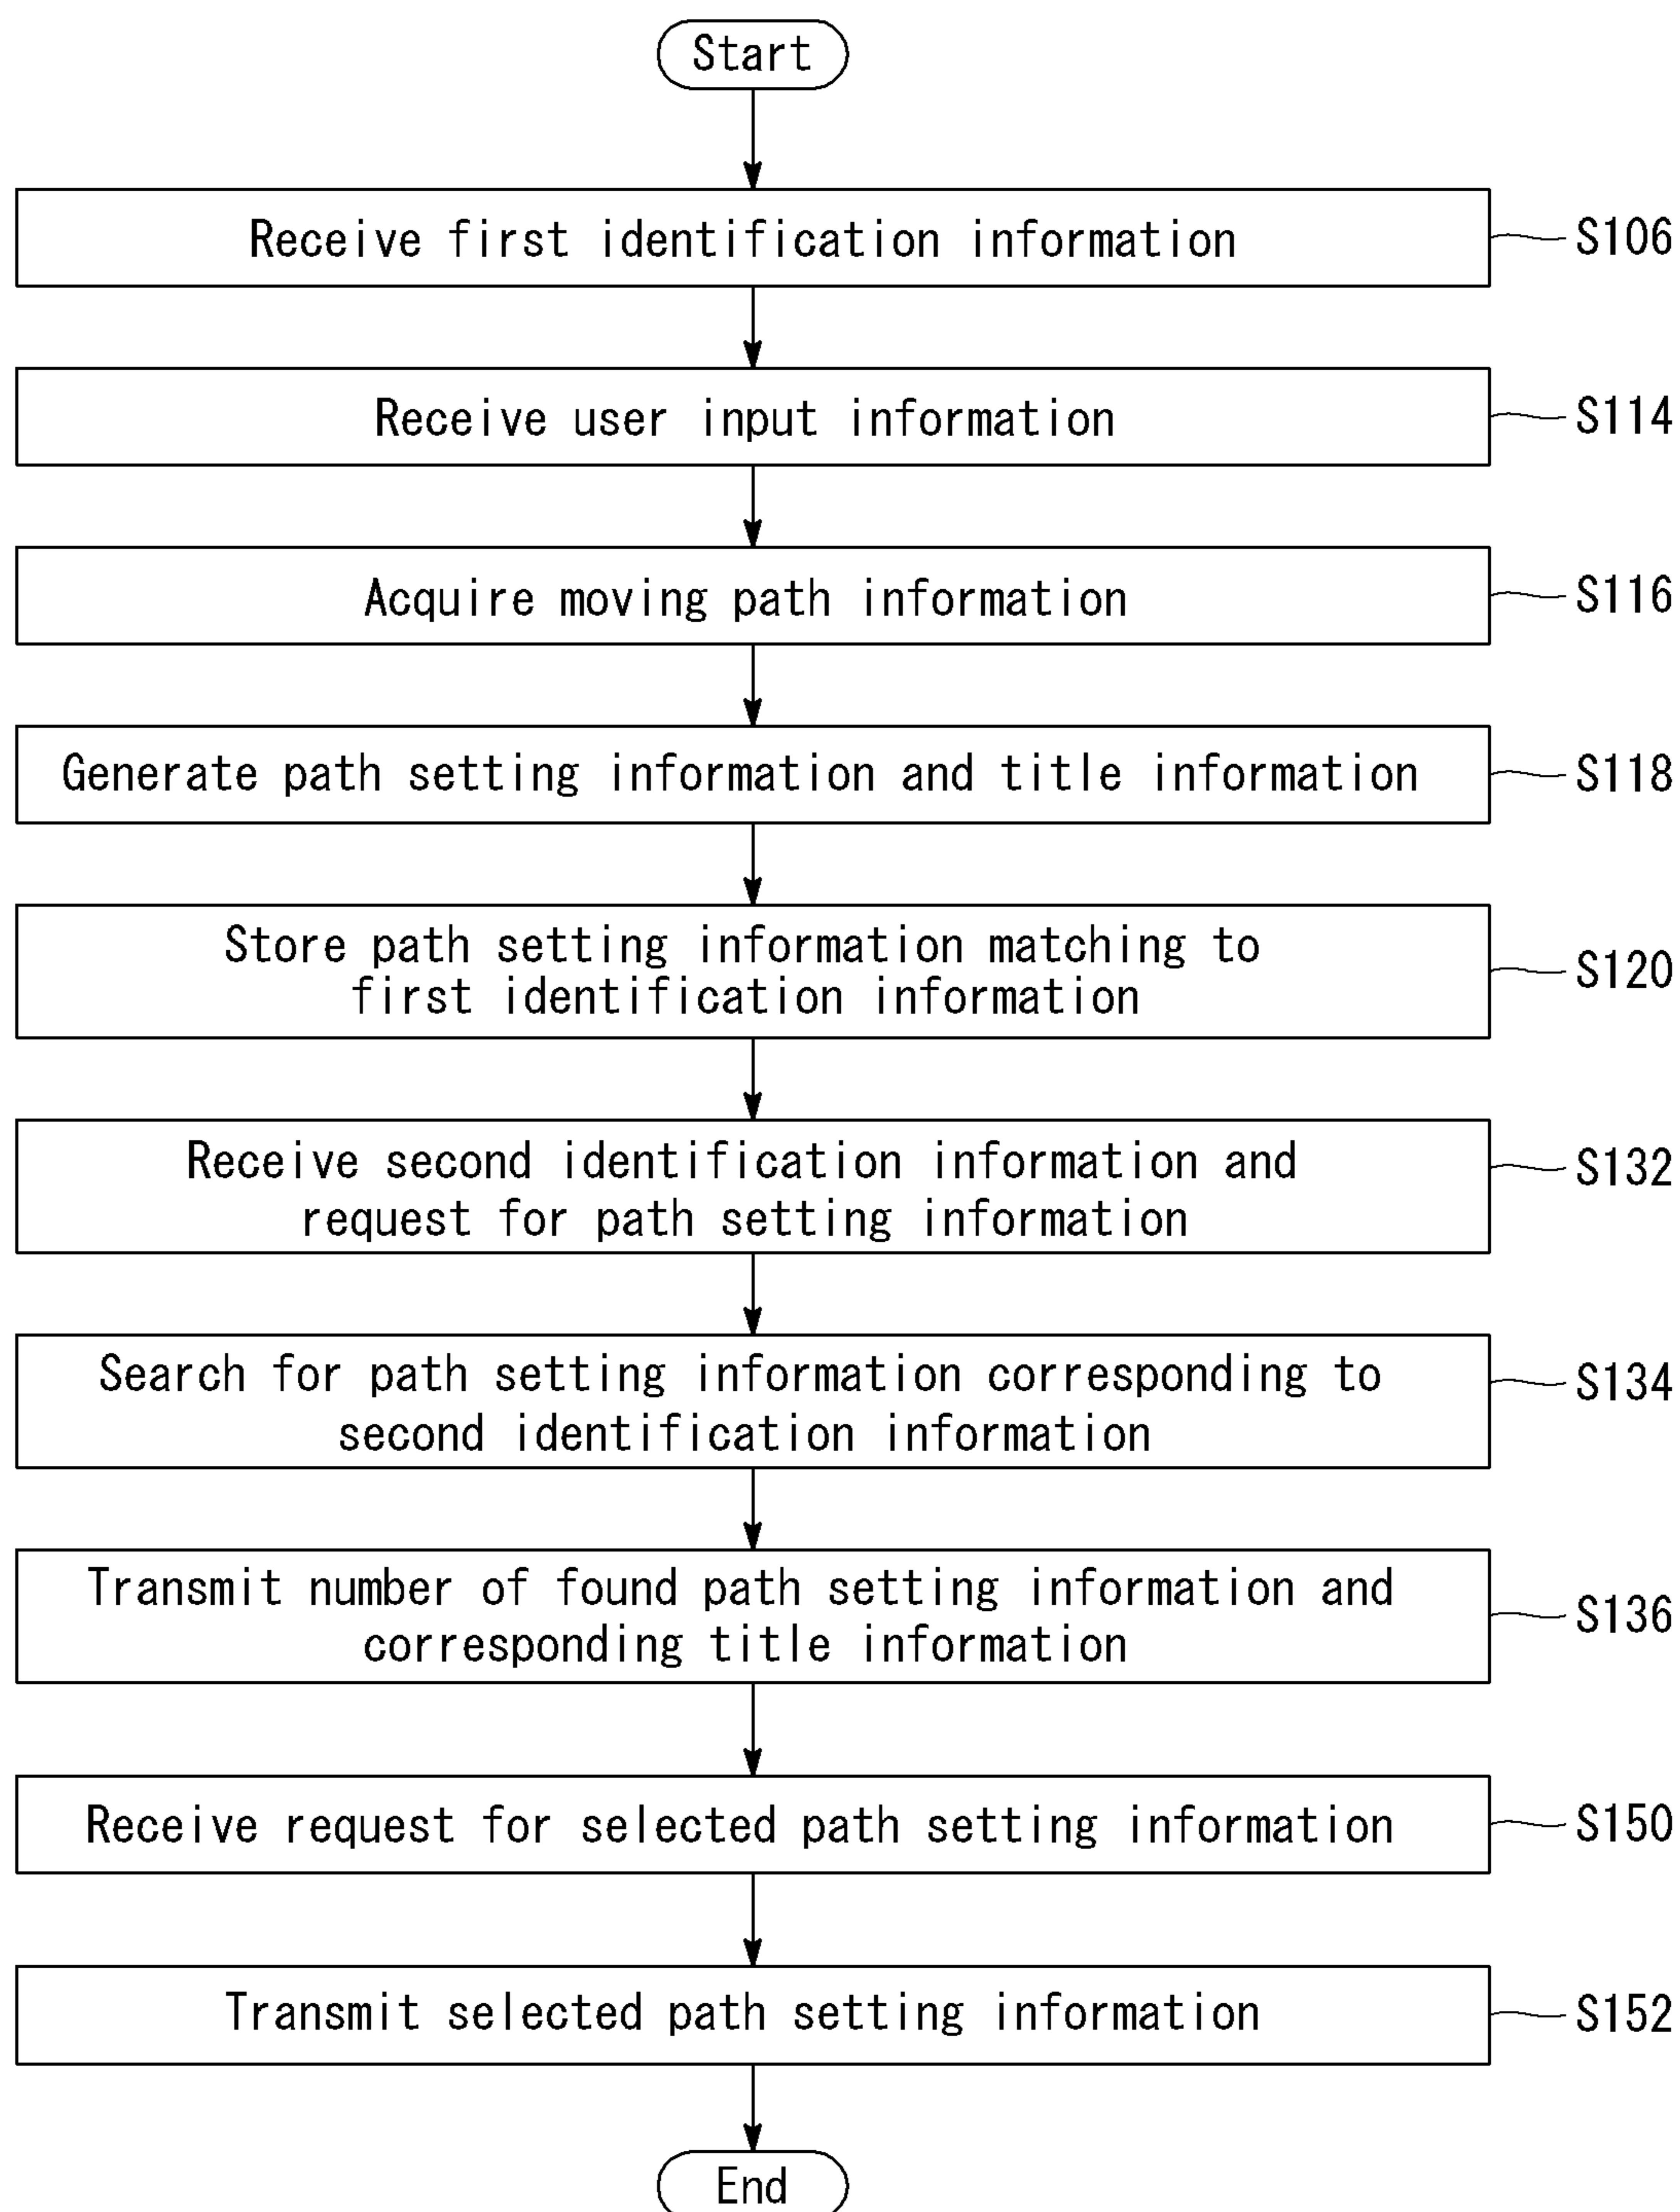 Start
Receive first identification information
S106
Receive user input information
S114
Acquire moving path information
S116
Generate path setting information and title information
S118
Store path setting information matching to
first identification information
S120
Receive second identification information and
request for path setting information
S132
Search for path setting information corresponding to
second identification information
S134
Transmit number of found path setting information and
corresponding title information
S136
Receive request for selected path setting information
S150
Transmit selected path setting information
S152
End